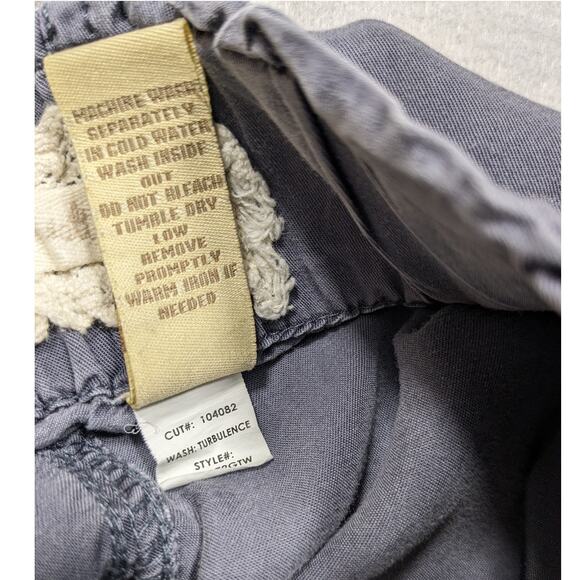 MACHINE WASH
SEPARATELY
IN COLD WATER
WASH INSIDE
OUT
DO NOT BLEACH
TUMBLE DRY
LOW
REMOVE
PROMPTLY
WARM IRON IF
NEEDED
CUT#: 104082
WASH: TURBULENCE
STYLE#: